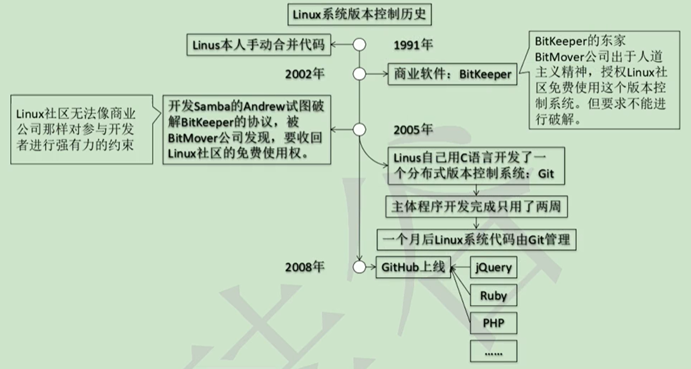 Linux系统版本控制历史
Linus本人手动合并代码
1991年
2002年
商业软件：BitKeeper
BitKeeper的东家
BitMover公司出于人道
主义精神，授权Linux社
区免费使用这个版本控
制系统。但要求不能进
行破解。
Linux社区无法像商业
公司那样对参与开发
者进行强有力的约束
开发Samba的Andrew试图破
解BitKeeper的协议，被
BitMover公司发现，要收回
Linux社区的免费使用权。
2005年
Linus自己用C语言开发了一
个分布式版本控制系统：Git
主体程序开发完成只用了两周
一个月后Linux系统代码由Git管理
2008年
GitHub上线
jQuery
Ruby
PHP
……